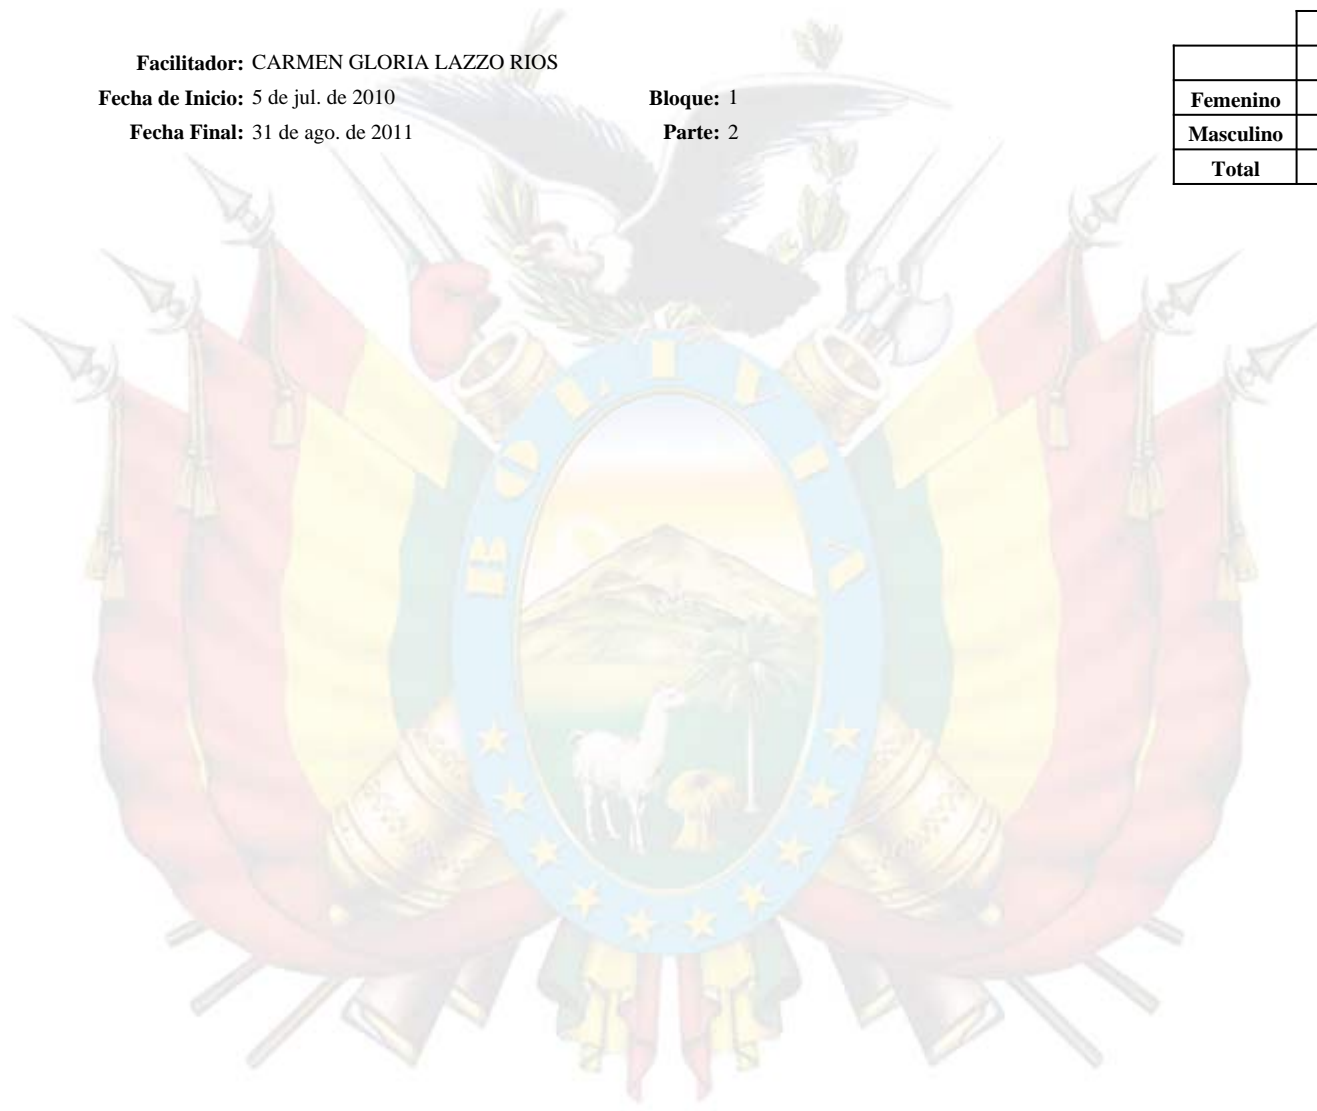 Facilitador: CARMEN GLORIA LAZZO RIOS
Fecha de Inicio: 5 de jul. de 2010 Bloque: 1
Fecha Final: 31 de ago. de 2011 Parte: 2
Femenino
Masculino
Total
BOLIVIA